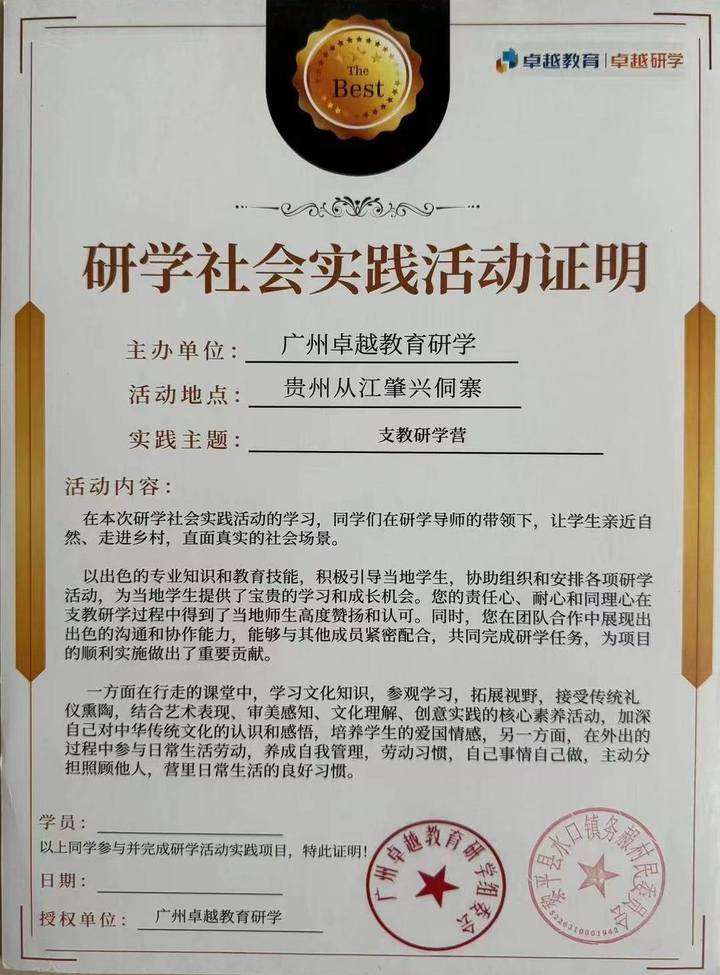 The
Best
卓越教育|卓越研学
研学社会实践活动证明
主办单位：广州卓越教育研学
活动地点：贵州从江肇兴侗寨
实践主题：支教研学营
活动内容：
在本次研学社会实践活动的学习，同学们在研学导师的带领下，让学生亲近自
然、走进乡村，直面真实的社会场景。
以出色的专业知识和教育技能，积极引导当地学生，协助组织和安排各项研学
活动，为当地学生提供了宝贵的学习和成长机会。您的责任心、耐心和同理心在
支教研学过程中得到了当地师生高度赞扬和认可。同时，您在团队合作中展现出
出色的沟通和协作能力，能够与其他成员紧密配合，共同完成研学任务，为项目
的顺利实施做出了重要贡献。
一方面在行走的课堂中，学习文化知识，参观学习，拓展视野，接受传统礼
仪熏陶，结合艺术表现、审美感知、文化理解、创意实践的核心素养活动，加深
自己对中华传统文化的认识和感悟，培养学生的爱国情感，另一方面，在外出的
过程中参与日常生活劳动，养成自我管理，劳动习惯，自己事情自己做，主动分
担照顾他人，营里日常生活的良好习惯。
学员：
以上同学参与并完成研学活动实践项目，特此证明！
日期：
授权单位：广州卓越教育研学
广州卓越教育研学组委会
黎平县水口镇务郝村民委员会
5226310001942